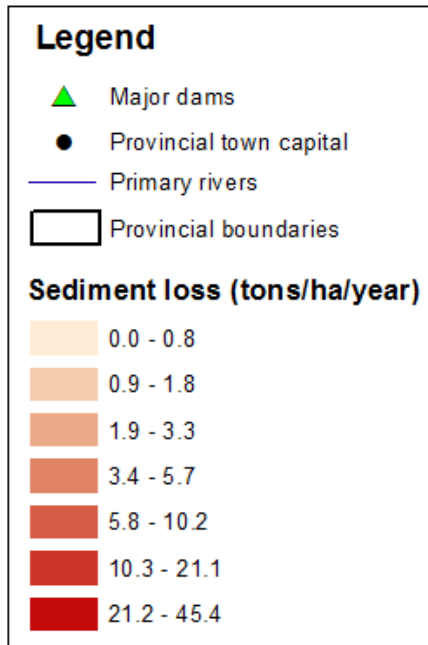 Legend
Major dams
Provincial town capital
Primary rivers
Provincial boundaries
Sediment loss (tons/ha/year)
0.0 - 0.8
0.9 - 1.8
1.9 - 3.3
3.4 - 5.7
5.8 - 10.2
10.3 - 21.1
21.2 - 45.4